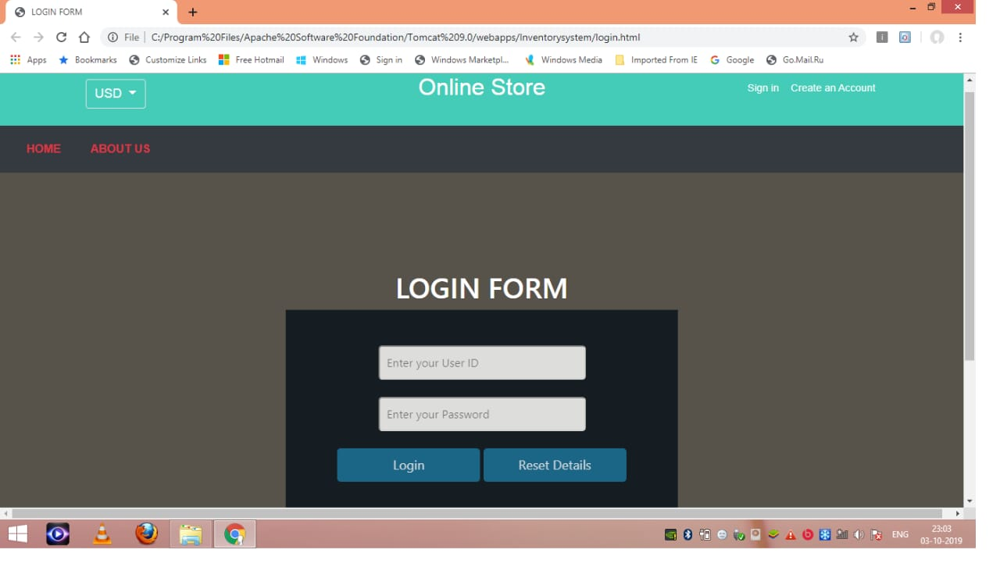 LOGIN FORM
File | C:/Program%20Files/Apache%20Software%20Foundation/Tomcat%209.0/webapps/Inventorysystem/login.html
Apps Bookmarks Customize Links Free Hotmail Windows Sign in Windows Marketpl... Windows Media Imported From IE Google Go.Mail.Ru
USD Online Store Sign in Create an Account
HOME ABOUT US
LOGIN FORM
Enter your User ID
Enter your Password
Login Reset Details
ENG 23:03
03-10-2019